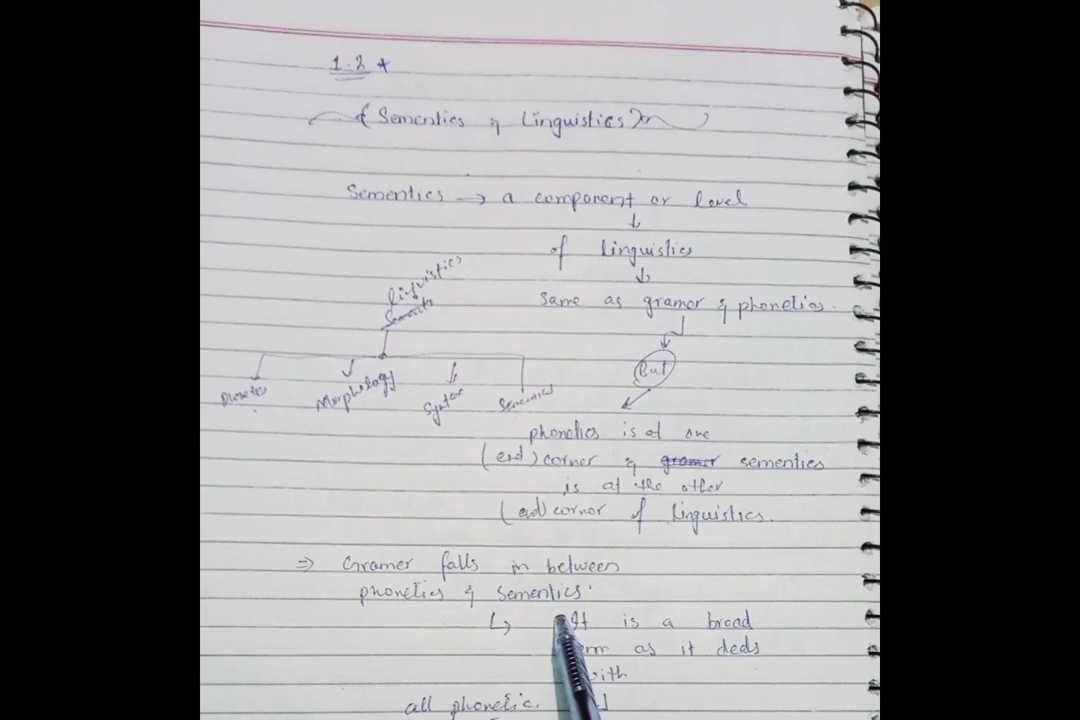 1.2 *
{ Sementics & Linguistics }
Sementics → a component or level
↓
of linguistics
↓
same as gramer & phonetics.
Linguistics
But
Morphology
Syntax
phonetics is at one
(end) corner & gramer sementics
is at the other
(end) corner of linguistics.
⇒ Gramer falls in between
phonetics & Sementics.
↳ It is a broad
as it deals
all phonetic.